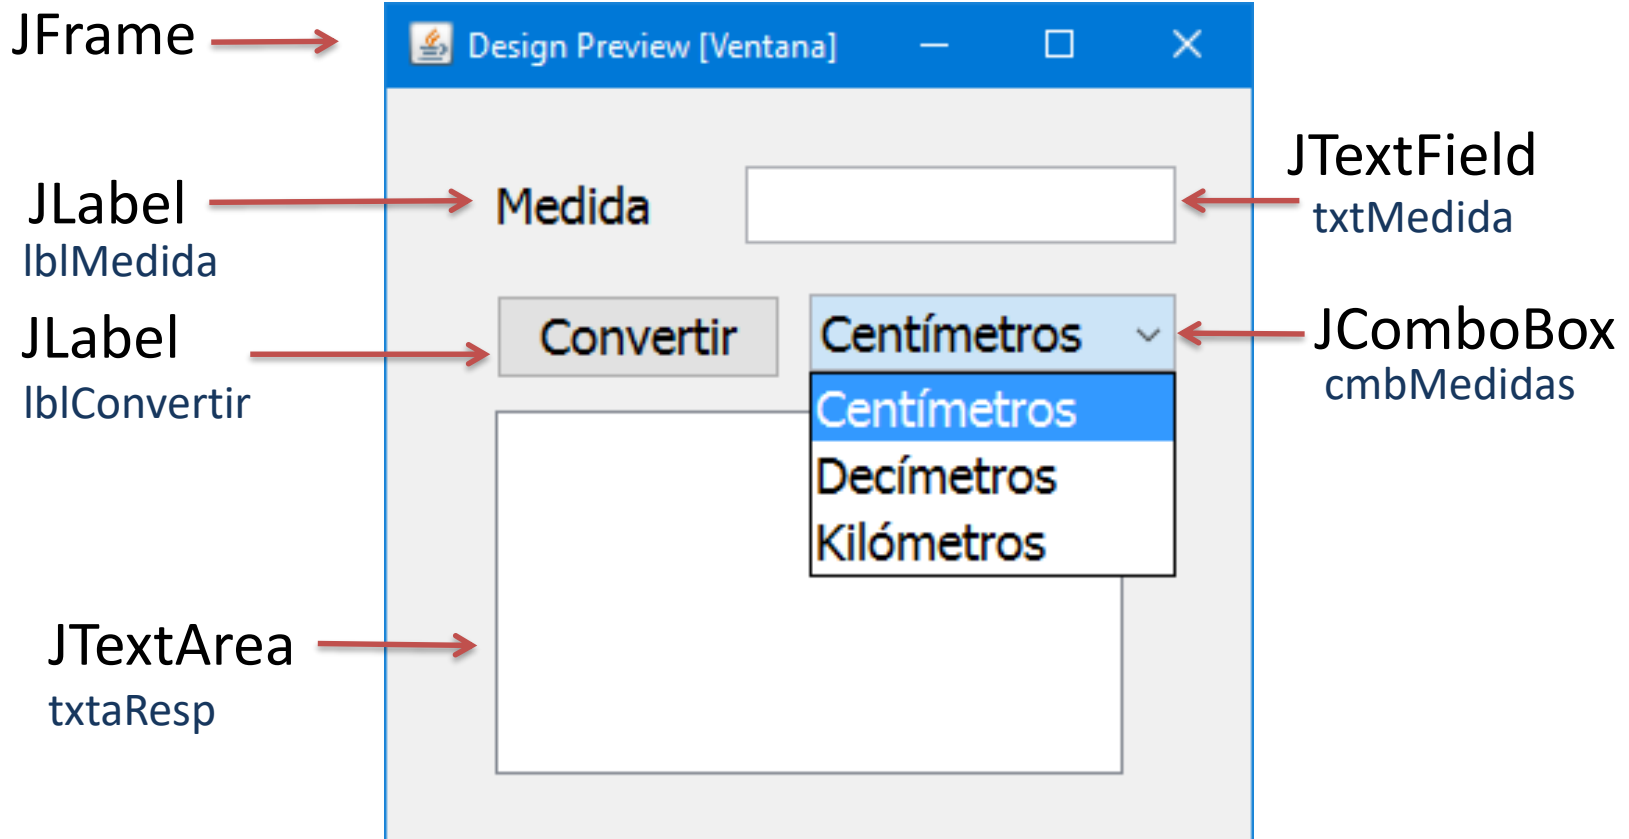 JFrame
Design Preview [Ventana]
JLabel
lblMedida
Medida
JTextField
txtMedida
JLabel
lblConvertir
Convertir
Centímetros
JComboBox
cmbMedidas
Centímetros
Decímetros
Kilómetros
JTextArea
txtaResp